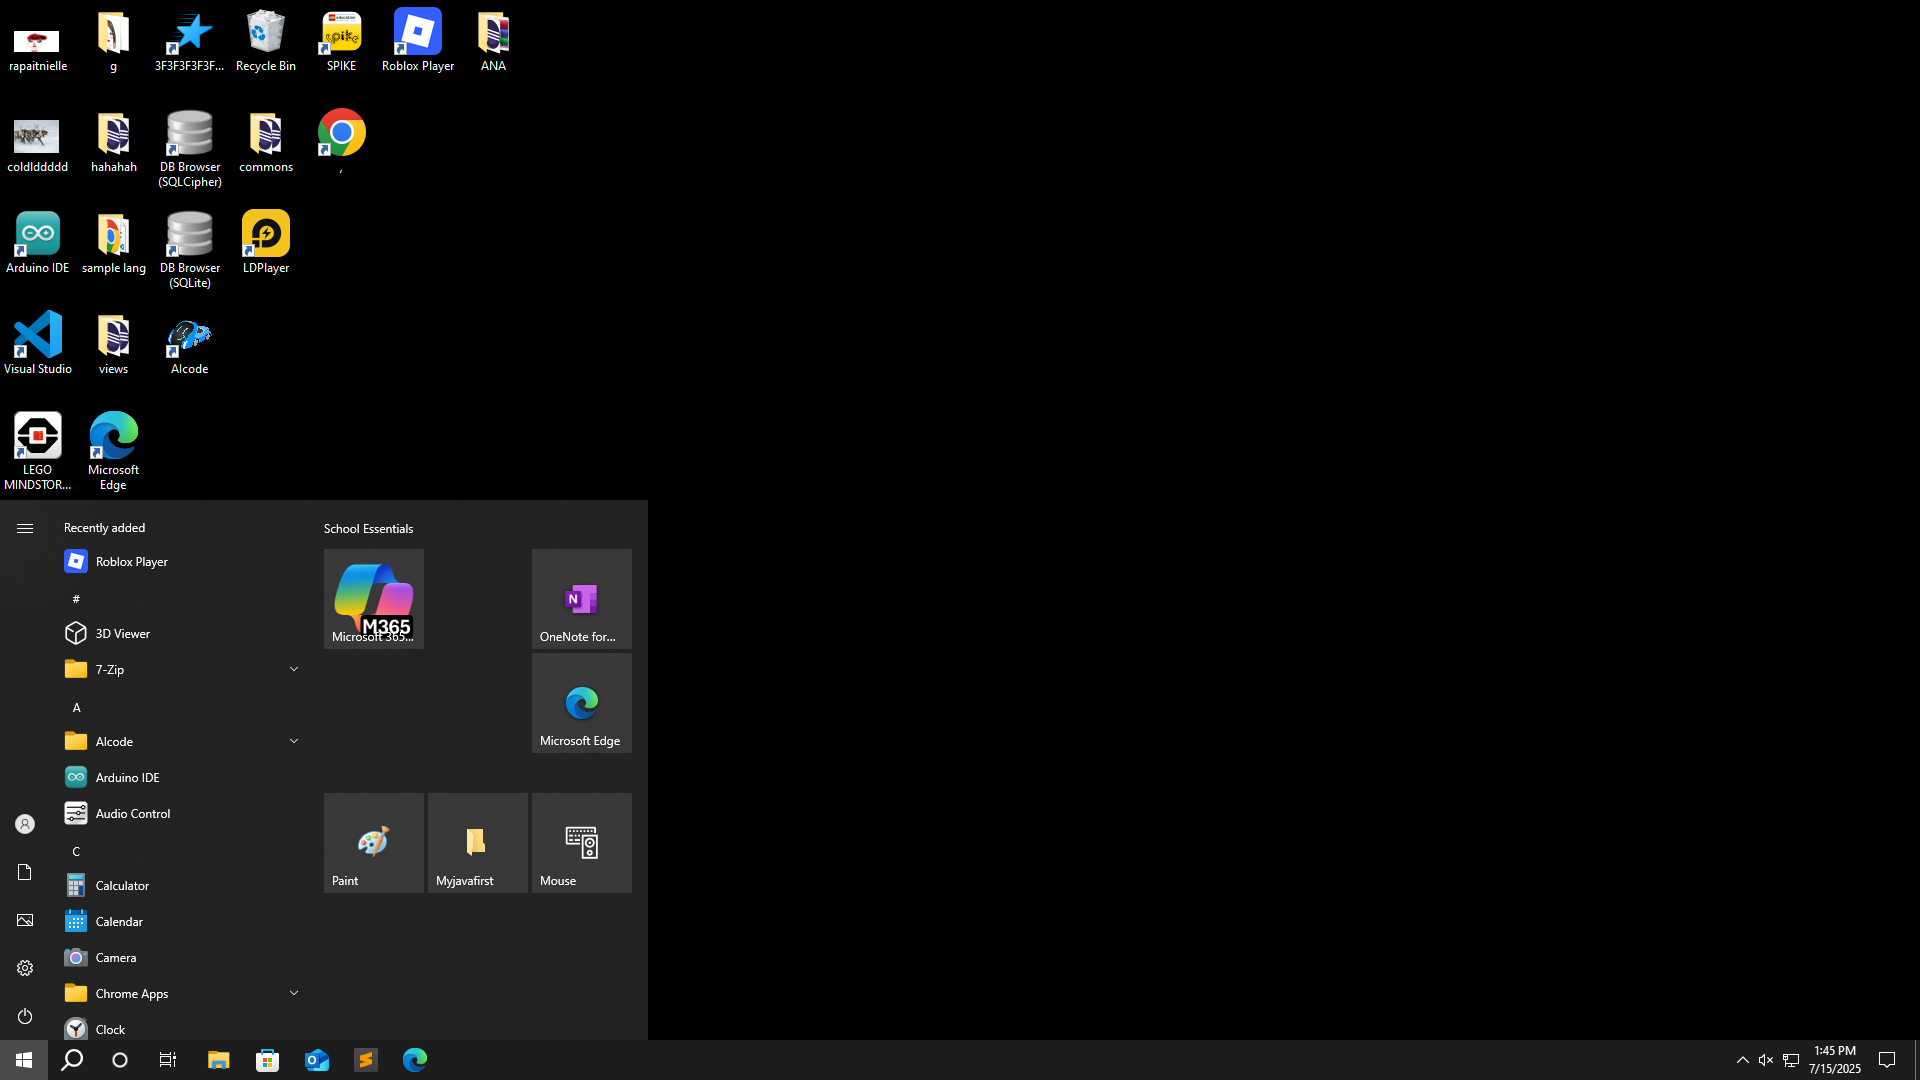 rapaitnielle
g
3F3F3F3F3F...
Recycle Bin
SPIKE
Roblox Player
ANA
coldlddddd
hahahah
DB Browser
(SQLCipher)
commons
,
Arduino IDE
sample lang
DB Browser
(SQLite)
LDPlayer
Visual Studio
views
Alcode
LEGO
MINDSTOR...
Microsoft
Edge
Recently added
Roblox Player
#
3D Viewer
7-Zip
A
Alcode
Arduino IDE
Audio Control
C
Calculator
Calendar
Camera
Chrome Apps
Clock
School Essentials
M365
Microsoft 365...
OneNote for...
Microsoft Edge
Paint
Myjavafirst
Mouse
1:45 PM
7/15/2025